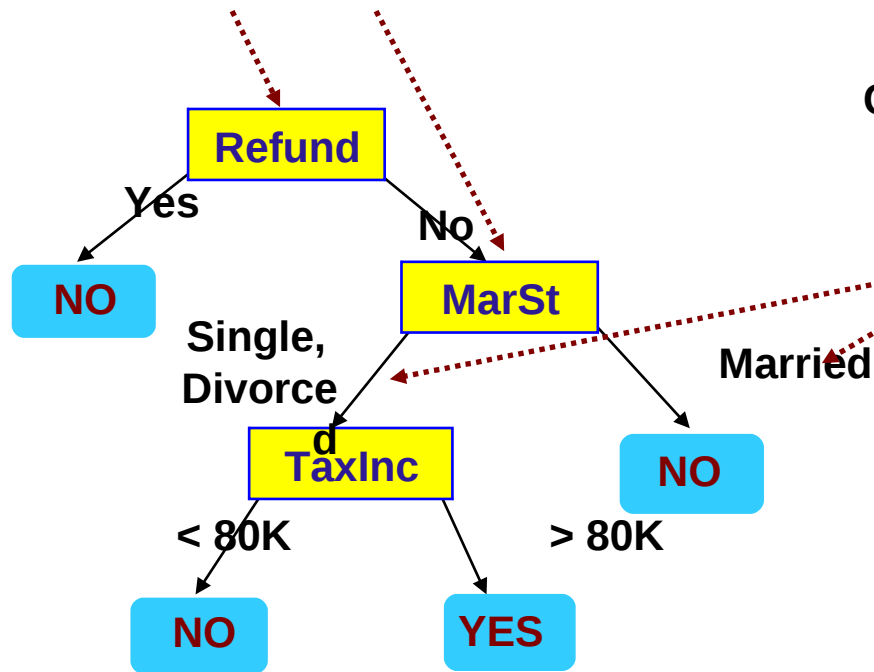 Refund
Yes
No
NO
MarSt
Single,
Divorce
d
Married
TaxInc
NO
< 80K
> 80K
NO
YES